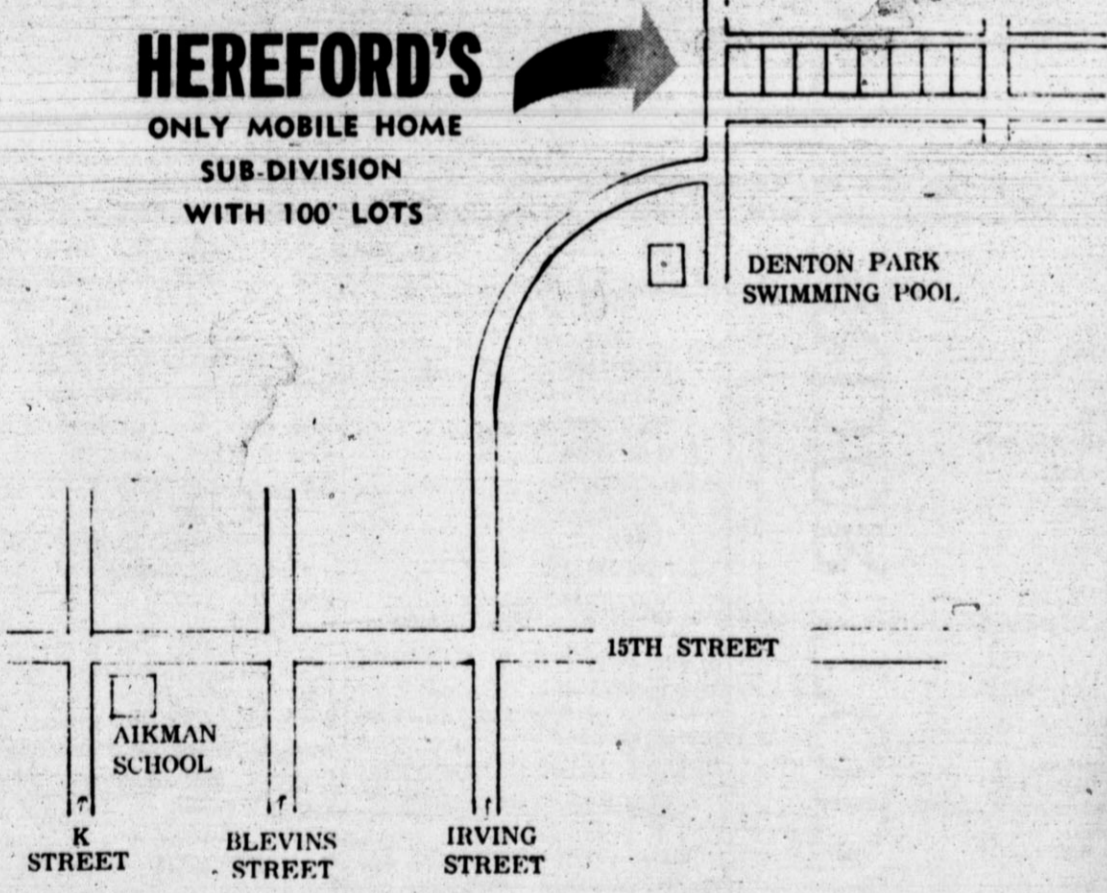 HEREFORD'S
ONLY MOBILE HOME
SUB-DIVISION
WITH 100' LOTS
DENTON PARK
SWIMMING POOL
15TH STREET
AIKMAN
SCHOOL
K
STREET
BLEVINS
STREET
IRVING
STREET